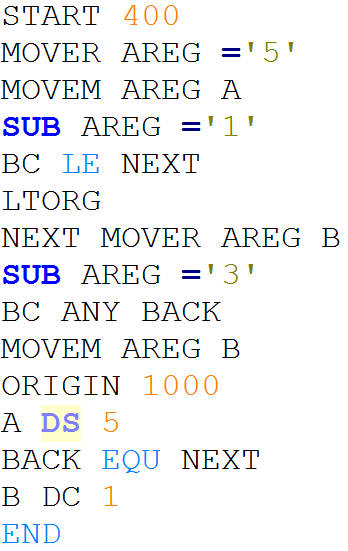 START 400
MOVER AREG ='5'
MOVEM AREG A
SUB AREG ='1'
BC LE NEXT
LTORG
NEXT MOVER AREG B
SUB AREG ='3'
BC ANY BACK
MOVEM AREG B
ORIGIN 1000
A DS 5
BACK EQU NEXT
B DC 1
END